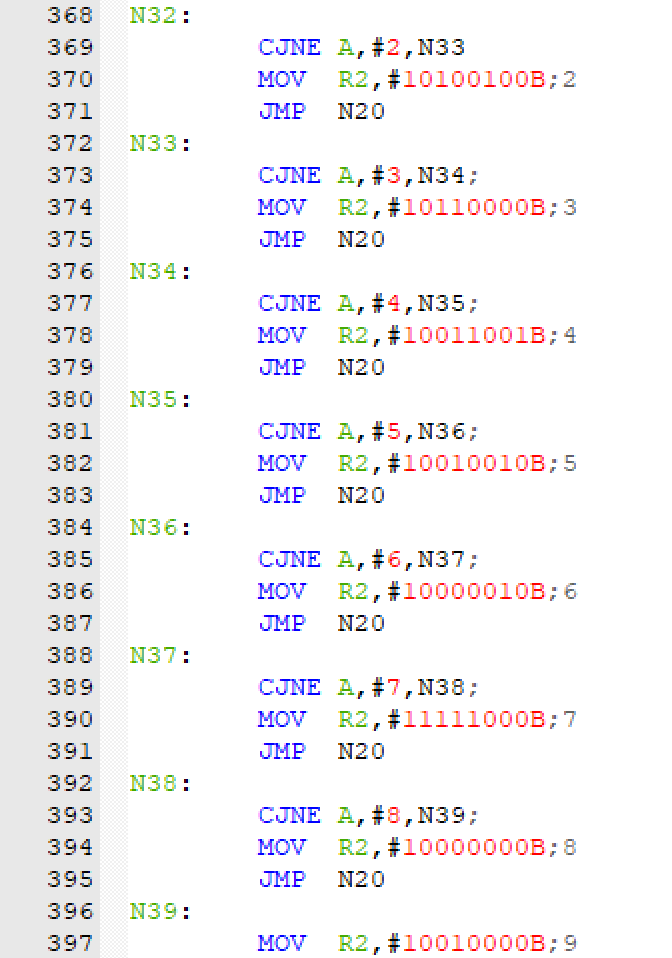 368 N32:
369 CJNE A,#2,N33
370 MOV R2,#10100100B;2
371 JMP N20
372 N33:
373 CJNE A,#3,N34;
374 MOV R2,#10110000B;3
375 JMP N20
376 N34:
377 CJNE A,#4,N35;
378 MOV R2,#10011001B;4
379 JMP N20
380 N35:
381 CJNE A,#5,N36;
382 MOV R2,#10010010B;5
383 JMP N20
384 N36:
385 CJNE A,#6,N37;
386 MOV R2,#10000010B;6
387 JMP N20
388 N37:
389 CJNE A,#7,N38;
390 MOV R2,#11111000B;7
391 JMP N20
392 N38:
393 CJNE A,#8,N39;
394 MOV R2,#10000000B;8
395 JMP N20
396 N39:
397 MOV R2,#10010000B;9